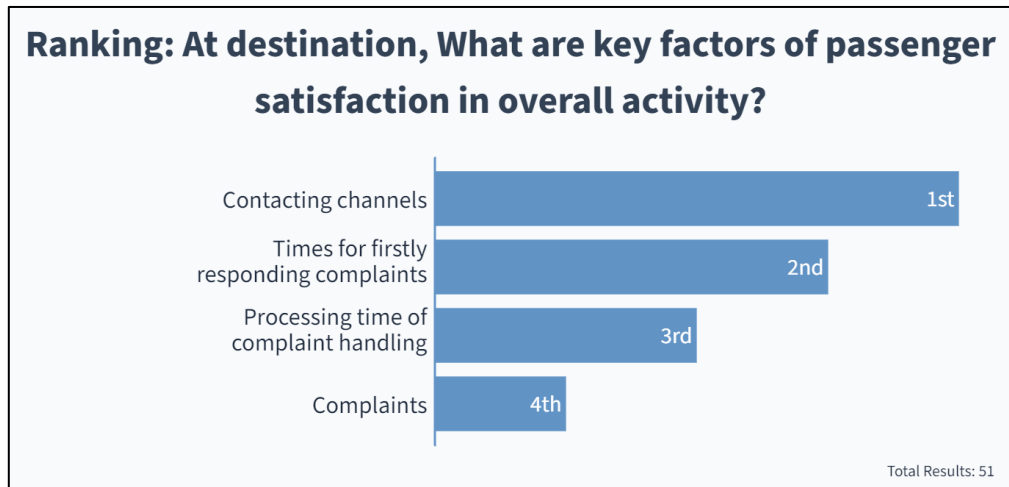 Ranking: At destination, What are key factors of passenger
satisfaction in overall activity?
Contacting channels
1st
Times for firstly
responding complaints
2nd
Processing time of
complaint handling
3rd
Complaints
4th
Total Results: 51